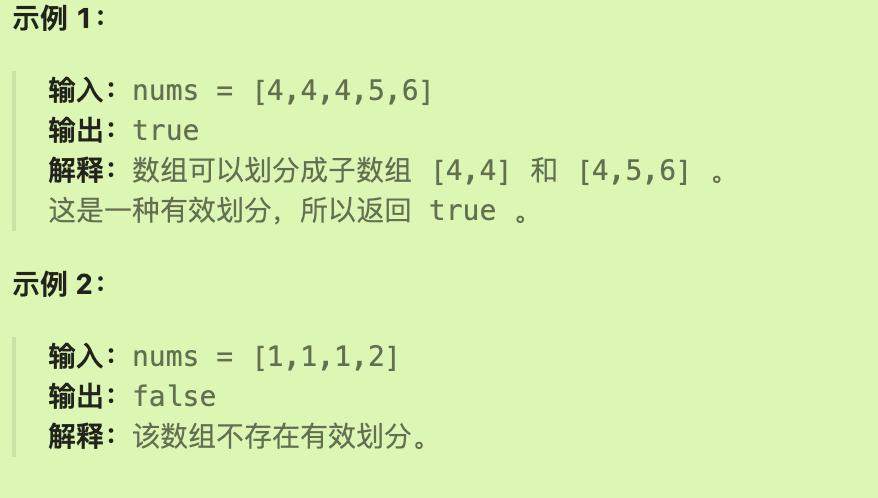 示例 1：
输入：nums = [4,4,4,5,6]
输出：true
解释：数组可以划分成子数组 [4,4] 和 [4,5,6] 。
这是一种有效划分，所以返回 true 。
示例 2：
输入：nums = [1,1,1,2]
输出：false
解释：该数组不存在有效划分。